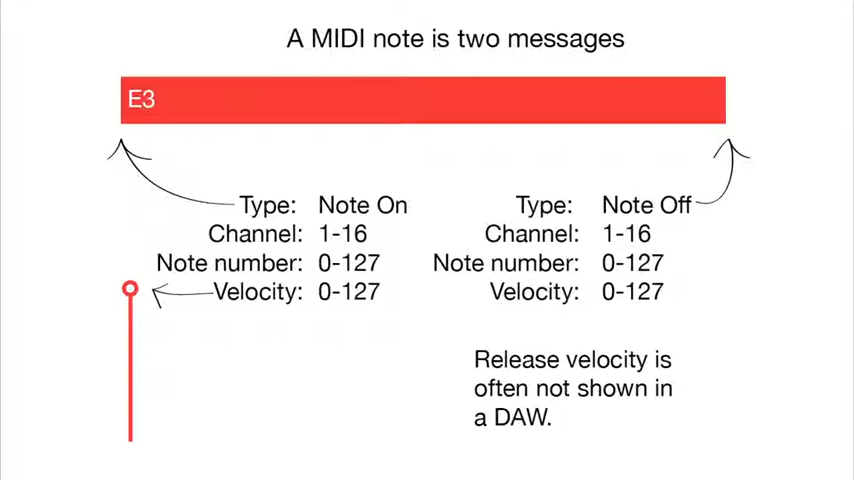 A MIDI note is two messages
E3
Type: Note On
Channel: 1-16
Note number: 0-127
Velocity: 0-127
Type: Note Off
Channel: 1-16
Note number: 0-127
Velocity: 0-127
Release velocity is
often not shown in
a DAW.